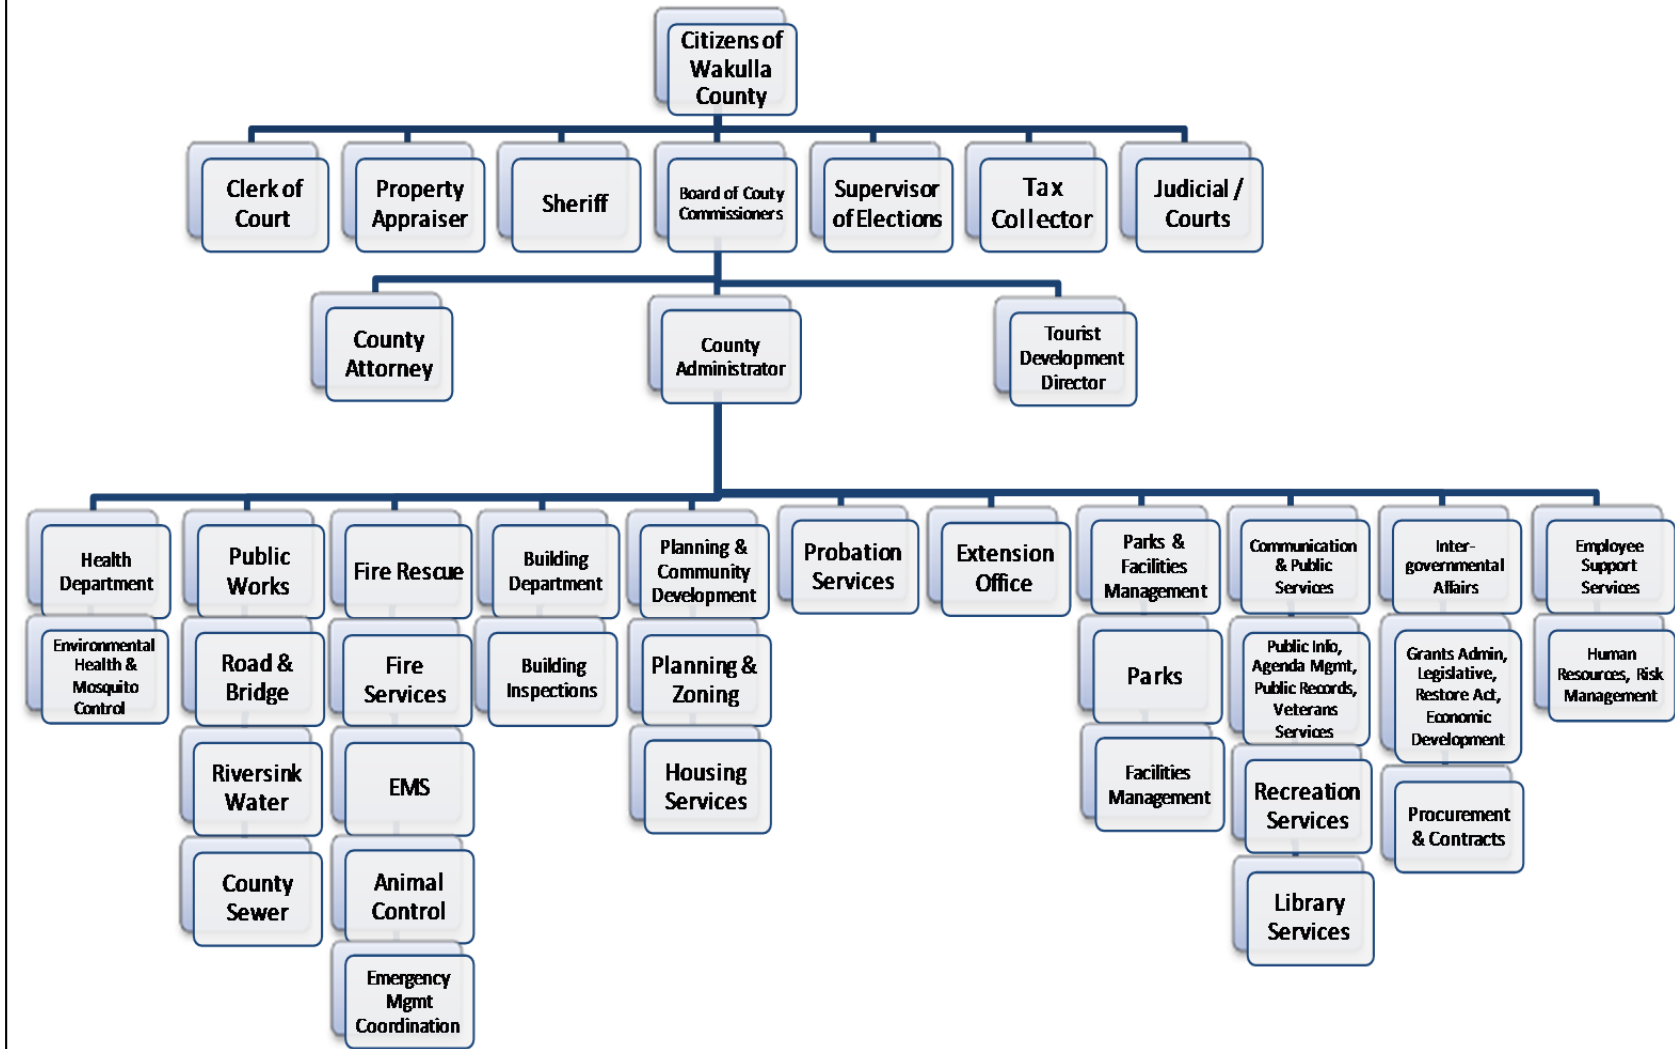 Citizens of
Wakulla
County
Clerk of
Court
Property
Appraiser
Sheriff
Board of Couty
Commissioners
Supervisor
of Elections
Tax
Collector
Judicial /
Courts
County
Attorney
County
Administrator
Tourist
Development
Director
Health
Department
Public
Works
Fire Rescue
Building
Department
Planning &
Community
Development
Probation
Services
Extension
Office
Parks &
Facilities
Management
Communication
& Public
Services
Inter-
governmental
Affairs
Employee
Support
Services
Environmental
Health &
Mosquito
Control
Road &
Bridge
Fire
Services
Building
Inspections
Planning &
Zoning
Parks
Public Info,
Agenda Mgmt,
Public Records,
Veterans
Services
Grants Admin,
Legislative,
Restore Act,
Economic
Development
Human
Resources, Risk
Management
Riversink
Water
EMS
Housing
Services
Facilities
Management
Recreation
Services
Procurement
& Contracts
County
Sewer
Animal
Control
Library
Services
Emergency
Mgmt
Coordination